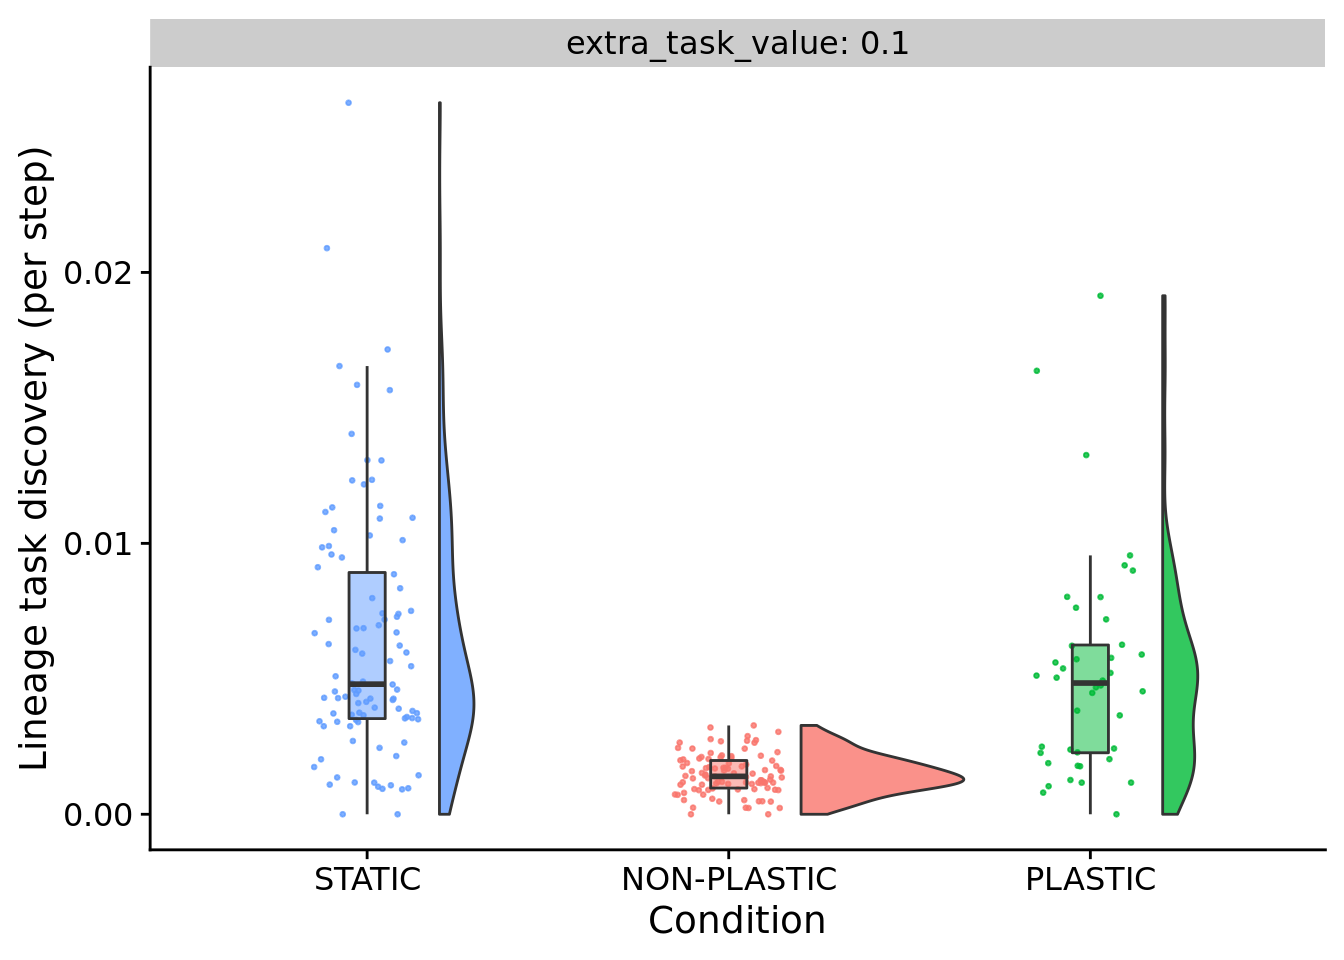 extra_task_value: 0.1
Lineage task discovery (per step)
0.02
0.01
0.00
STATIC
NON-PLASTIC
PLASTIC
Condition